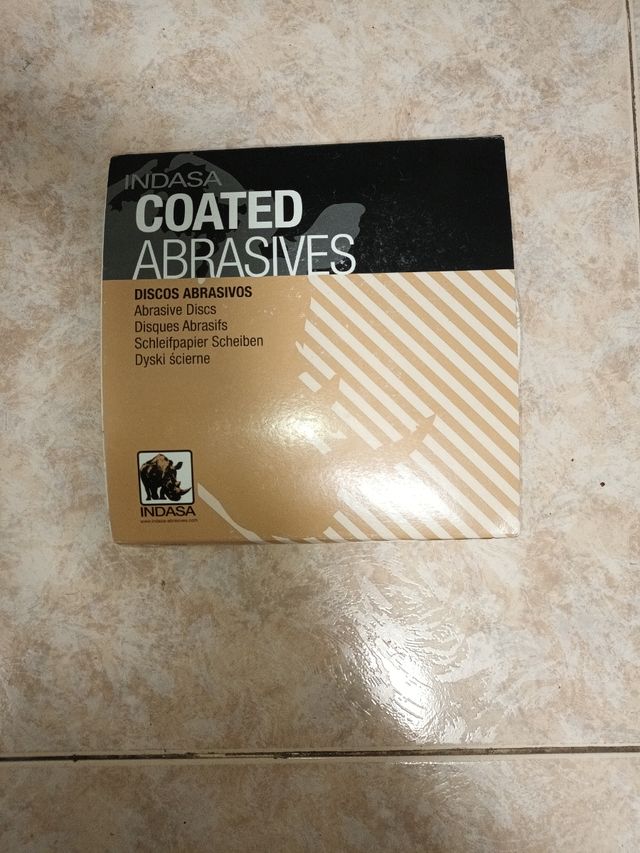 INDASA
COATED
ABRASIVES
DISCOS ABRASIVOS
Abrasive Discs
Disques Abrasifs
Schleifpapier Scheiben
Dyski ścierne
INDASA
www.indasa-abrasives.com